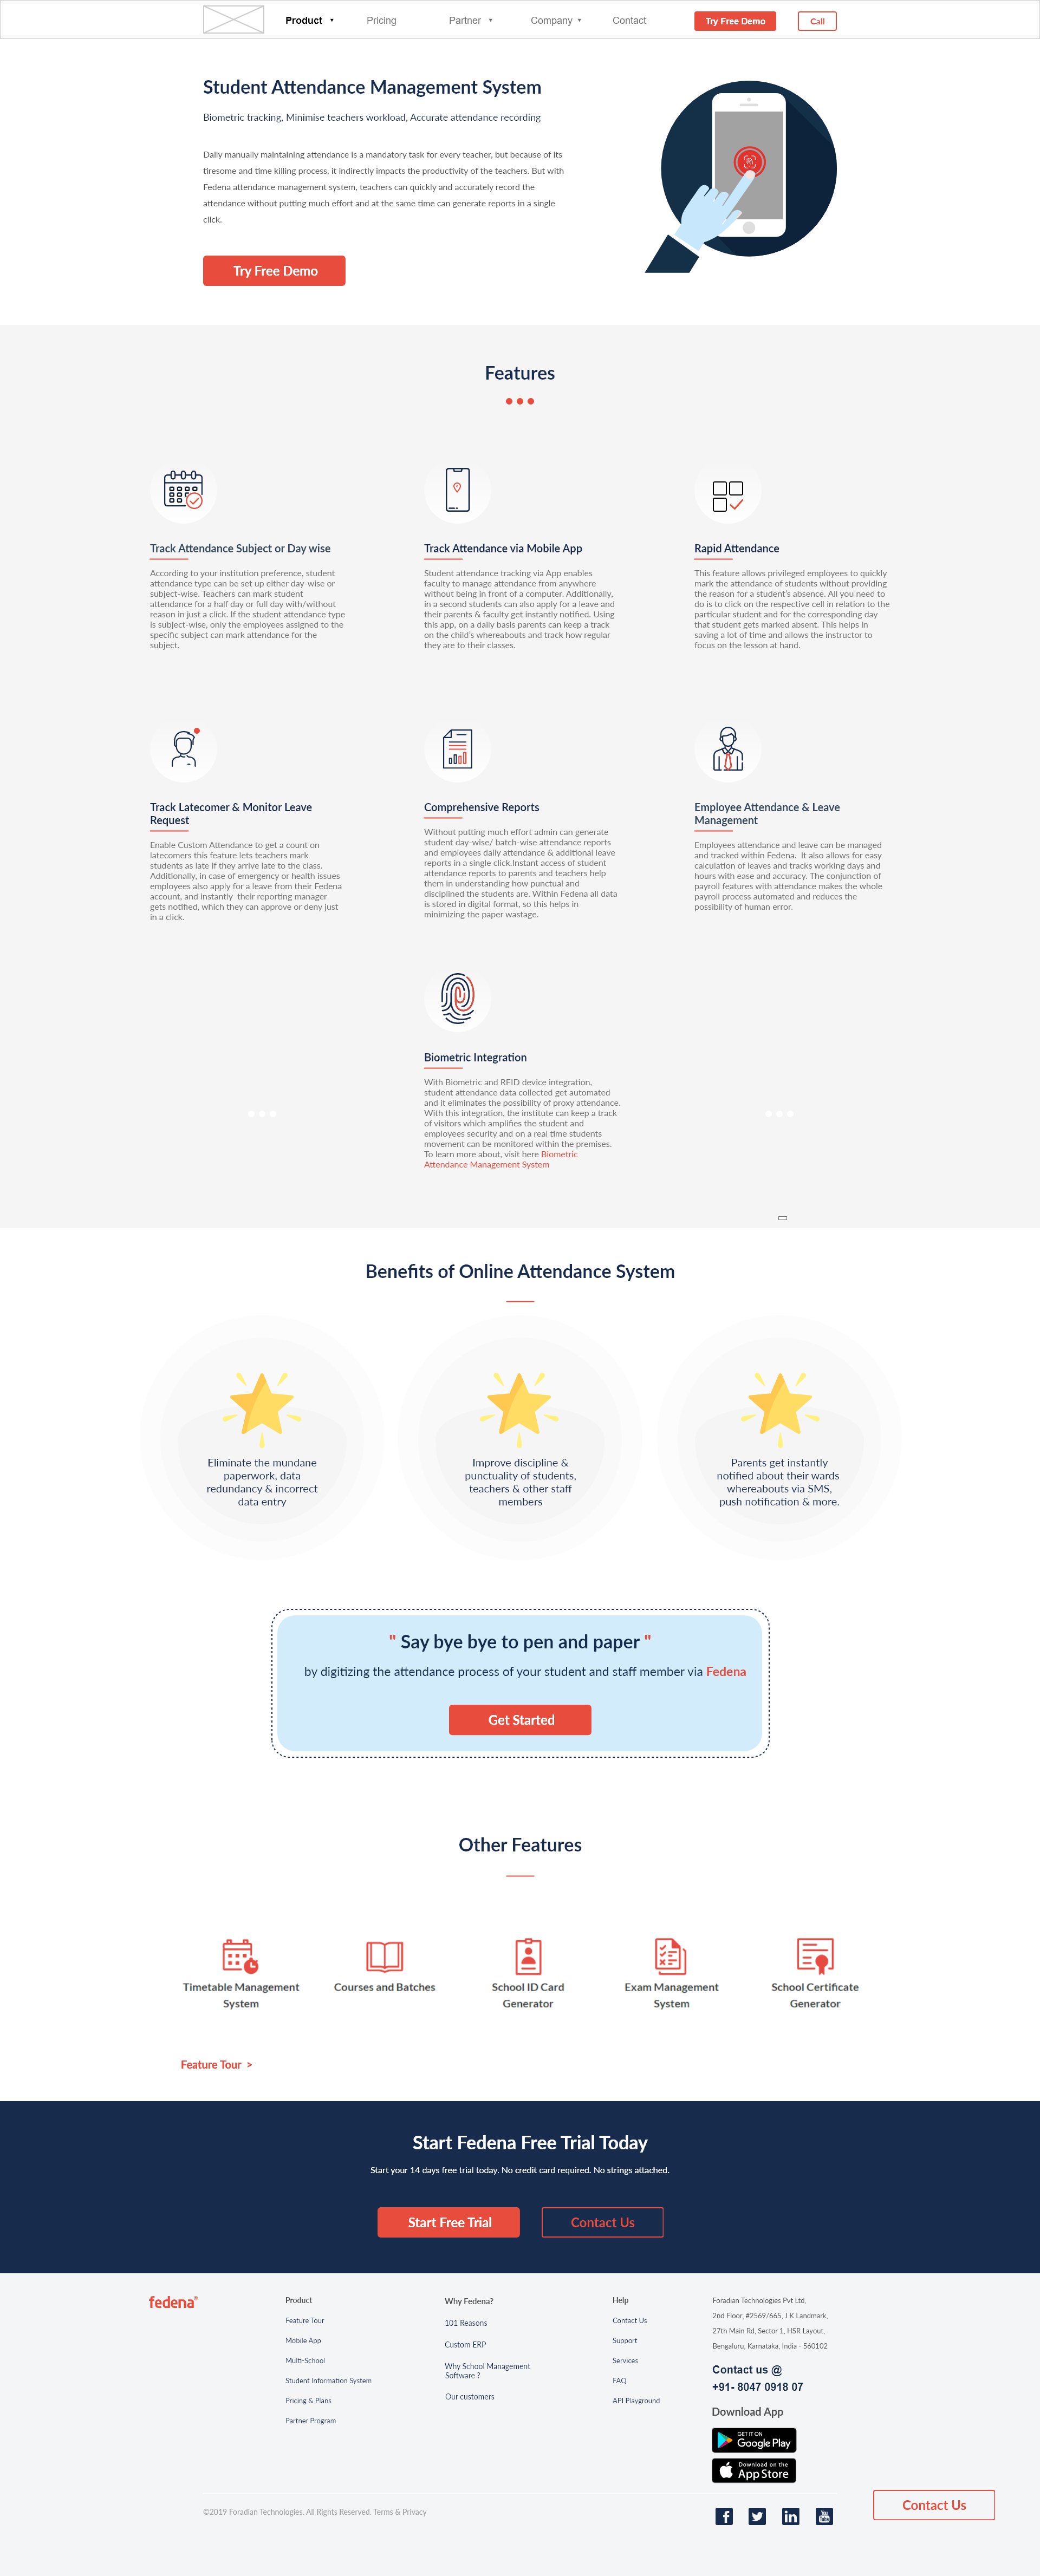 Product ▼ Pricing Partner ▼ Company ▼ Contact Try Free Demo Call
Student Attendance Management System
Biometric tracking, Minimise teachers workload, Accurate attendance recording
Daily manually maintaining attendance is a mandatory task for every teacher, but because of its
tiresome and time killing process, it indirectly impacts the productivity of the teachers. But with
Fedena attendance management system, teachers can quickly and accurately record the
attendance without putting much effort and at the same time can generate reports in a single
click.
Try Free Demo
Features
Track Attendance Subject or Day wise
According to your institution preference, student
attendance type can be set up either day-wise or
subject-wise. Teachers can mark student
attendance for a half day or full day with/without
reason in just a click. If the student attendance type
is subject-wise, only the employees assigned to the
specific subject can mark attendance for the
subject.
Track Attendance via Mobile App
Student attendance tracking via App enables
faculty to manage attendance from anywhere
without being in front of a computer. Additionally,
in a second students can also apply for a leave and
their parents & faculty get instantly notified. Using
this app, on a daily basis parents can keep a track
on the child's whereabouts and track how regular
they are to their classes.
Rapid Attendance
This feature allows privileged employees to quickly
mark the attendance of students without providing
the reason for a student's absence. All you need to
do is to click on the respective cell in relation to the
particular student and for the corresponding day
that student gets marked absent. This helps in
saving a lot of time and allows the instructor to
focus on the lesson at hand.
Track Latecomer & Monitor Leave
Request
Enable Custom Attendance to get a count on
latecomers this feature lets teachers mark
students as late if they arrive late to the class.
Additionally, in case of emergency or health issues
employees also apply for a leave from their Fedena
account, and instantly their reporting manager
gets notified, which they can approve or deny just
in a click.
Comprehensive Reports
Without putting much effort admin can generate
student day-wise/ batch-wise attendance reports
and employees daily attendance & additional leave
reports in a single click.Instant access of student
attendance reports to parents and teachers help
them in understanding how punctual and
disciplined the students are. Within Fedena all data
is stored in digital format, so this helps in
minimizing the paper wastage.
Employee Attendance & Leave
Management
Employees attendance and leave can be managed
and tracked within Fedena. It also allows for easy
calculation of leaves and tracks working days and
hours with ease and accuracy. The conjunction of
payroll features with attendance makes the whole
payroll process automated and reduces the
possibility of human error.
Biometric Integration
With Biometric and RFID device integration,
student attendance data collected get automated
and it eliminates the possibility of proxy attendance.
With this integration, the institute can keep a track
of visitors which amplifies the student and
employees security and on a real time students
movement can be monitored within the premises.
To learn more about, visit here Biometric
Attendance Management System
Benefits of Online Attendance System
Eliminate the mundane
paperwork, data
redundancy & incorrect
data entry
Improve discipline &
punctuality of students,
teachers & other staff
members
Parents get instantly
notified about their wards
whereabouts via SMS,
push notification & more.
" Say bye bye to pen and paper "
by digitizing the attendance process of your student and staff member via Fedena
Get Started
Other Features
Timetable Management
System
Courses and Batches
School ID Card
Generator
Exam Management
System
School Certificate
Generator
Feature Tour >
Start Fedena Free Trial Today
Start your 14 days free trial today. No credit card required. No strings attached.
Start Free Trial Contact Us
fedena®
Product
Feature Tour
Mobile App
Multi-School
Student Information System
Pricing & Plans
Partner Program
Why Fedena?
101 Reasons
Custom ERP
Why School Management
Software ?
Our customers
Help
Contact Us
Support
Services
FAQ
API Playground
Foradian Technologies Pvt Ltd,
2nd Floor, #2569/665, J K Landmark,
27th Main Rd, Sector 1, HSR Layout,
Bengaluru, Karnataka, India - 560102
Contact us @
+91- 8047 0918 07
Download App
GET IT ON
Google Play
Download on the
App Store
Contact Us
©2019 Foradian Technologies. All Rights Reserved. Terms & Privacy
f in You Tube